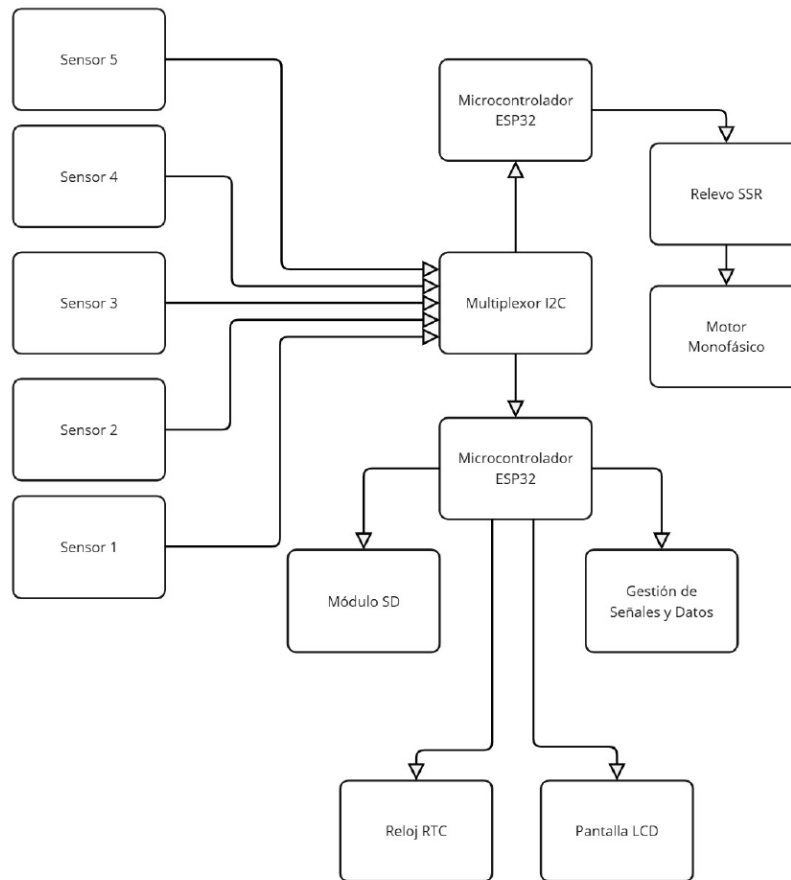 Sensor 5
Microcontrolador
ESP32
Sensor 4
Relevo SSR
Sensor 3
Multiplexor I2C
Motor
Monofásico
Sensor 2
Microcontrolador
ESP32
Sensor 1
Módulo SD
Gestión de
Señales y Datos
Reloj RTC
Pantalla LCD